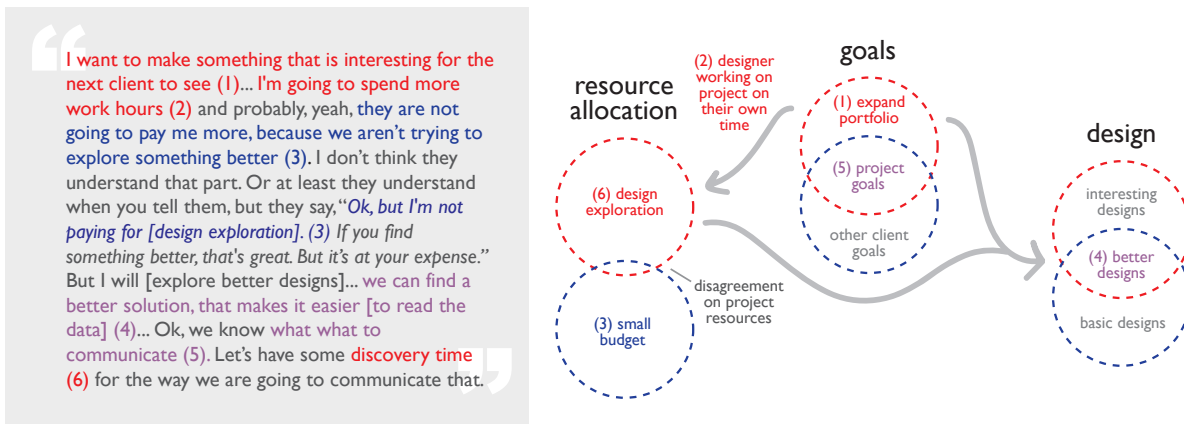 I want to make something that is interesting for the
next client to see (1)... I'm going to spend more
work hours (2) and probably, yeah, they are not
going to pay me more, because we aren't trying to
explore something better (3). I don't think they
understand that part. Or at least they understand
when you tell them, but they say, “Ok, but I'm not
paying for [design exploration]. (3) If you find
something better, that's great. But it’s at your expense.”
But I will [explore better designs]... we can find a
better solution, that makes it easier [to read the
data] (4)... Ok, we know what what to
communicate (5). Let’s have some discovery time
(6) for the way we are going to communicate that.
resource
allocation
(6) design
exploration
(3) small
budget
disagreement
on project
resources
(2) designer
working on
project on
their own
time
goals
(1) expand
portfolio
(5) project
goals
other client
goals
design
interesting
designs
(4) better
designs
basic designs